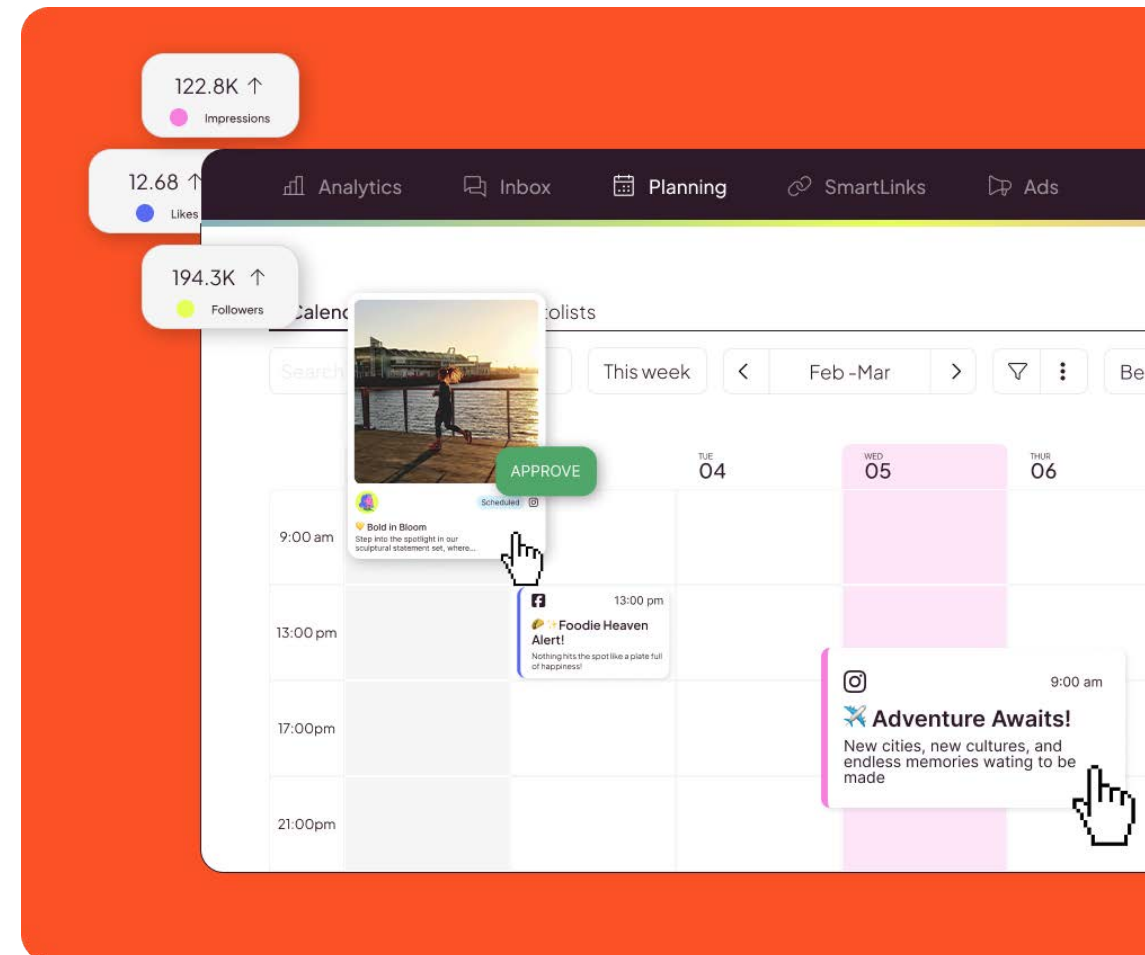 122.8K ↑
Impressions
12.68 ↑
Likes
194.3K ↑
Followers
Analytics
Inbox
Planning
SmartLinks
Ads
Search
This week
Feb -Mar
TUE
04
WED
05
THUR
06
APPROVE
Scheduled
💛 Bold in Bloom
Step into the spotlight in our
sculptural statement set, where...
9:00 am
13:00 pm
🌮✨Foodie Heaven
Alert!
Nothing hits the spot like a plate full
of happiness!
13:00 pm
9:00 am
✈️ Adventure Awaits!
New cities, new cultures, and
endless memories wating to be
made
17:00pm
21:00pm